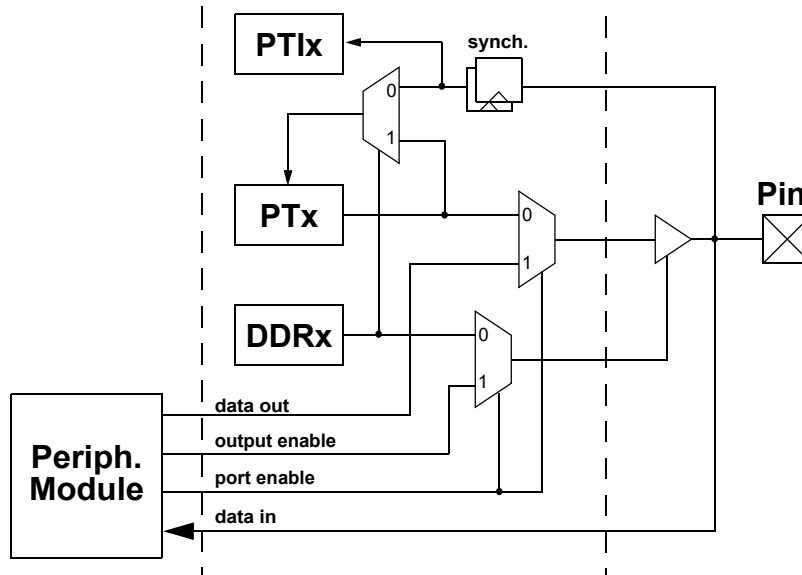 PTIx
synch.
0
1
PTx
Pin
0
1
DDRx
0
1
Periph.
Module
data out
output enable
port enable
data in